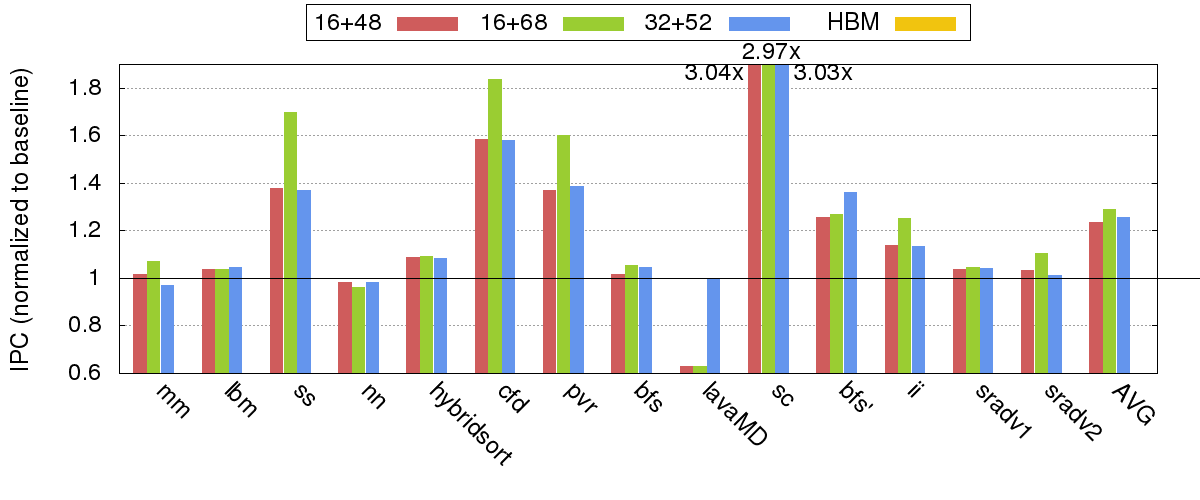 16+48 16+68 32+52 HBM
2.97x
3.04x 3.03x
IPC (normalized to baseline)
1.8
1.6
1.4
1.2
1
0.8
0.6
mm lbm ss nn hybridsort cfd pvr bfs lavaMD sc bfs' ii sradv1 sradv2 AVG